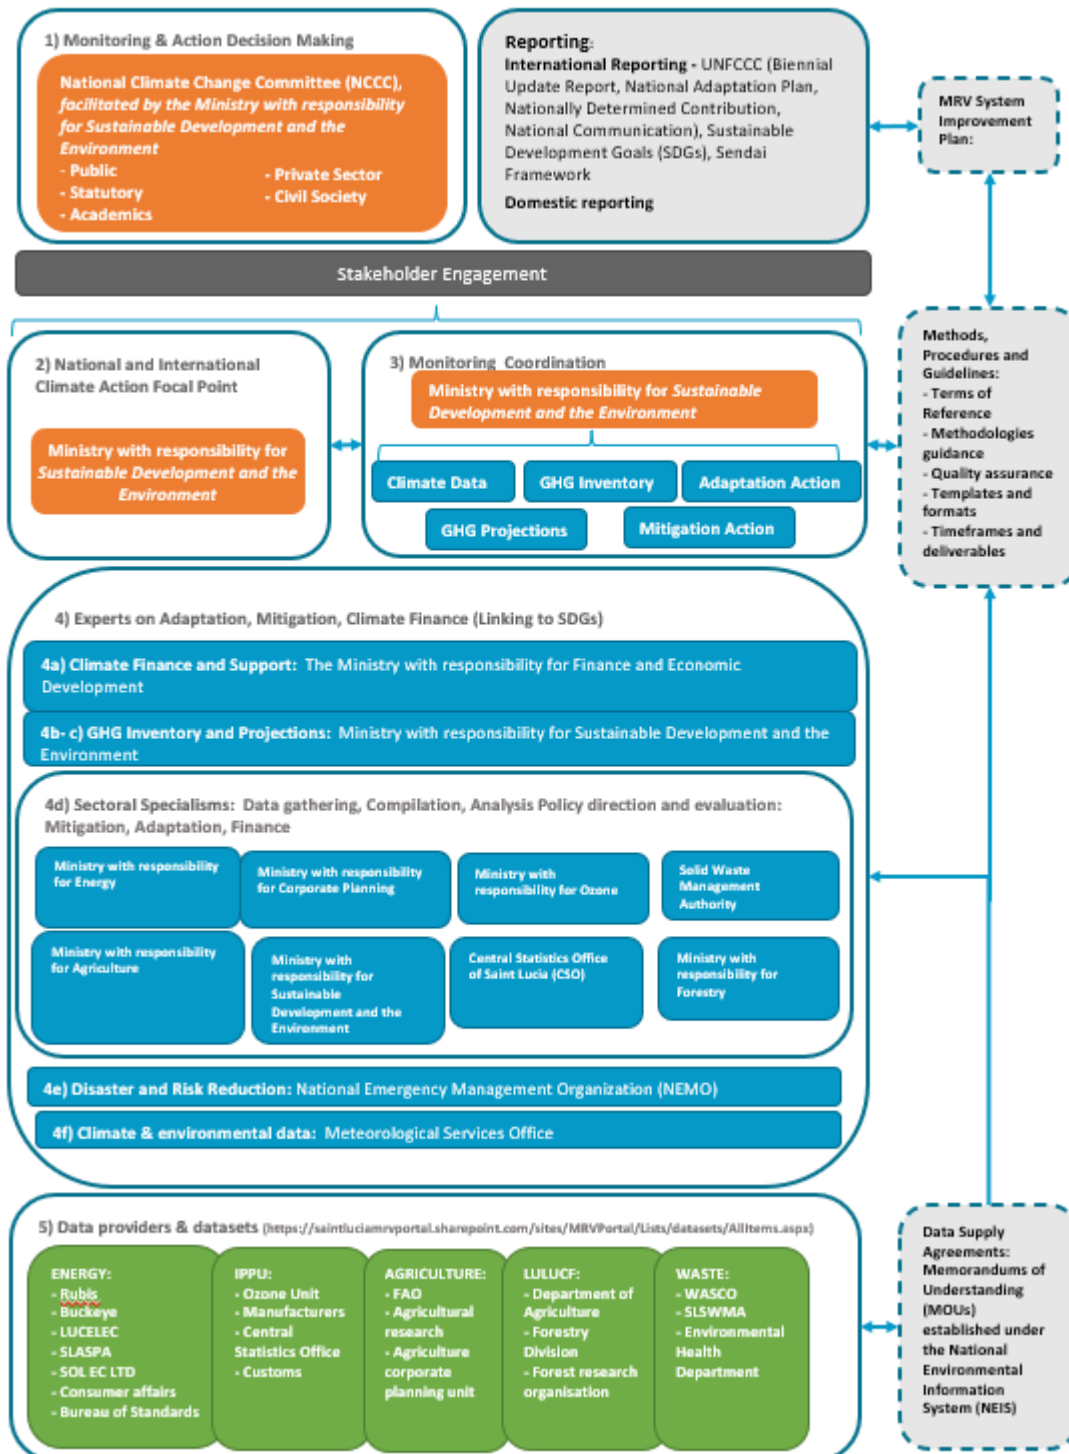 1) Monitoring & Action Decision Making
National Climate Change Committee (NCCC),
facilitated by the Ministry with responsibility
for Sustainable Development and the
Environment
- Public
- Statutory
- Academics
- Private Sector
- Civil Society
Reporting:
International Reporting - UNFCCC (Biennial
Update Report, National Adaptation Plan,
Nationally Determined Contribution,
National Communication), Sustainable
Development Goals (SDGs), Sendai
Framework
Domestic reporting
MRV System
Improvement
Plan:
Stakeholder Engagement
2) National and International
Climate Action Focal Point
Ministry with responsibility for
Sustainable Development and the
Environment
3) Monitoring Coordination
Ministry with responsibility for Sustainable
Development and the Environment
Climate Data
GHG Inventory
Adaptation Action
GHG Projections
Mitigation Action
Methods,
Procedures and
Guidelines:
- Terms of
Reference
- Methodologies
guidance
- Quality assurance
- Templates and
formats
- Timeframes and
deliverables
4) Experts on Adaptation, Mitigation, Climate Finance (Linking to SDGs)
4a) Climate Finance and Support: The Ministry with responsibility for Finance and Economic
Development
4b- c) GHG Inventory and Projections: Ministry with responsibility for Sustainable Development and the
Environment
4d) Sectoral Specialisms: Data gathering, Compilation, Analysis Policy direction and evaluation:
Mitigation, Adaptation, Finance
Ministry with responsibility
for Energy
Ministry with responsibility
for Corporate Planning
Ministry with
responsibility for Ozone
Solid Waste
Management
Authority
Ministry with responsibility
for Agriculture
Ministry with
responsibility for
Sustainable
Development and the
Environment
Central Statistics Office
of Saint Lucia (CSO)
Ministry with
responsibility for
Forestry
4e) Disaster and Risk Reduction: National Emergency Management Organization (NEMO)
4f) Climate & environmental data: Meteorological Services Office
5) Data providers & datasets (https://saintluciamrvportal.sharepoint.com/sites/MRVPortal/Lists/datasets/AllItems.aspx)
ENERGY:
- Rubis
- Buckeye
- LUCELEC
- SLASPA
- SOL EC LTD
- Consumer affairs
- Bureau of Standards
IPPU:
- Ozone Unit
- Manufacturers
- Central
Statistics Office
- Customs
AGRICULTURE:
- FAO
- Agricultural
research
- Agriculture
corporate
planning unit
LULUCF:
- Department of
Agriculture
- Forestry
Division
- Forest research
organisation
WASTE:
- WASCO
- SLSWMA
- Environmental
Health
Department
Data Supply
Agreements:
Memorandums of
Understanding
(MOUs)
established under
the National
Environmental
Information
System (NEIS)